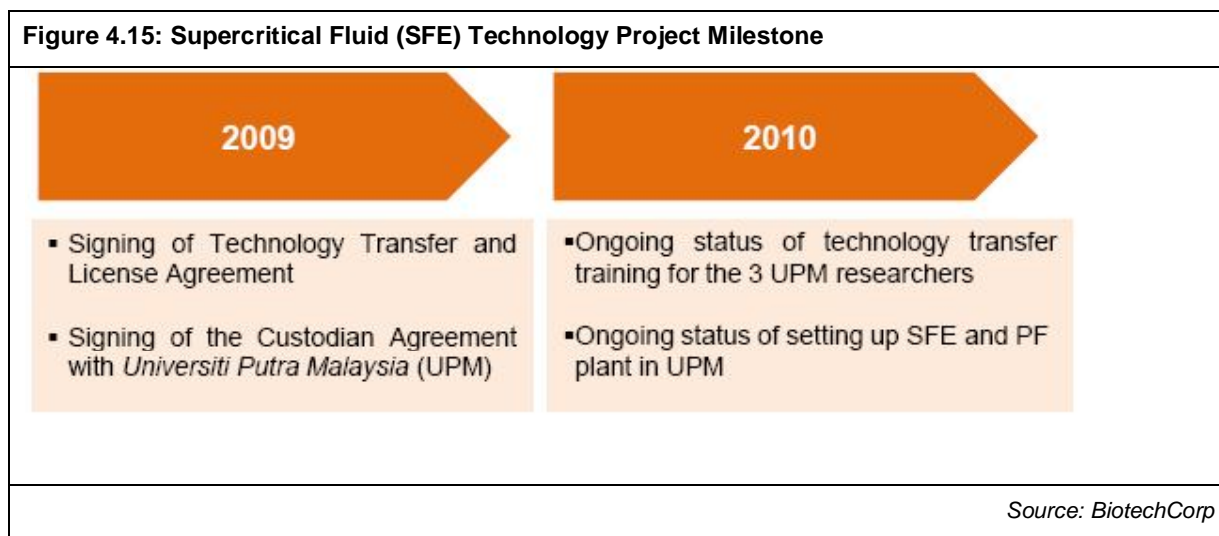 Figure 4.15: Supercritical Fluid (SFE) Technology Project Milestone
2009
▪ Signing of Technology Transfer and
License Agreement
▪ Signing of the Custodian Agreement
with Universiti Putra Malaysia (UPM)
2010
▪Ongoing status of technology transfer
training for the 3 UPM researchers
▪Ongoing status of setting up SFE and PF
plant in UPM
Source: BiotechCorp